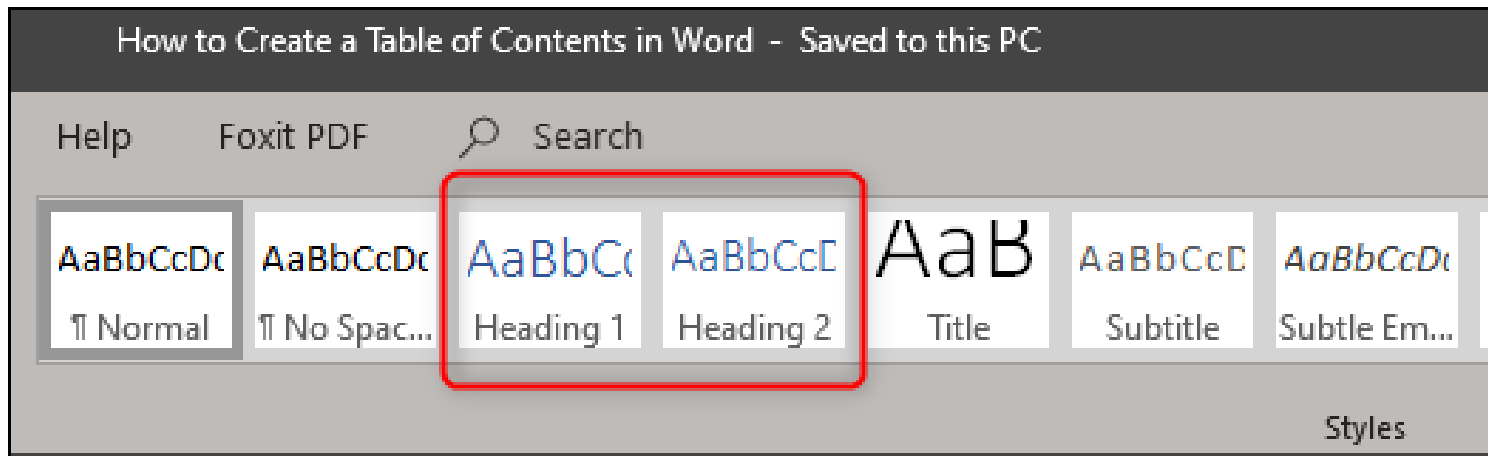 How to Create a Table of Contents in Word - Saved to this PC
Help Foxit PDF Search
AaBbCcDc AaBbCcDc AaBbCc AaBbCcD AaB AaBbCcD AaBbCcDc
¶ Normal ¶ No Spac... Heading 1 Heading 2 Title Subtitle Subtle Em...
Styles